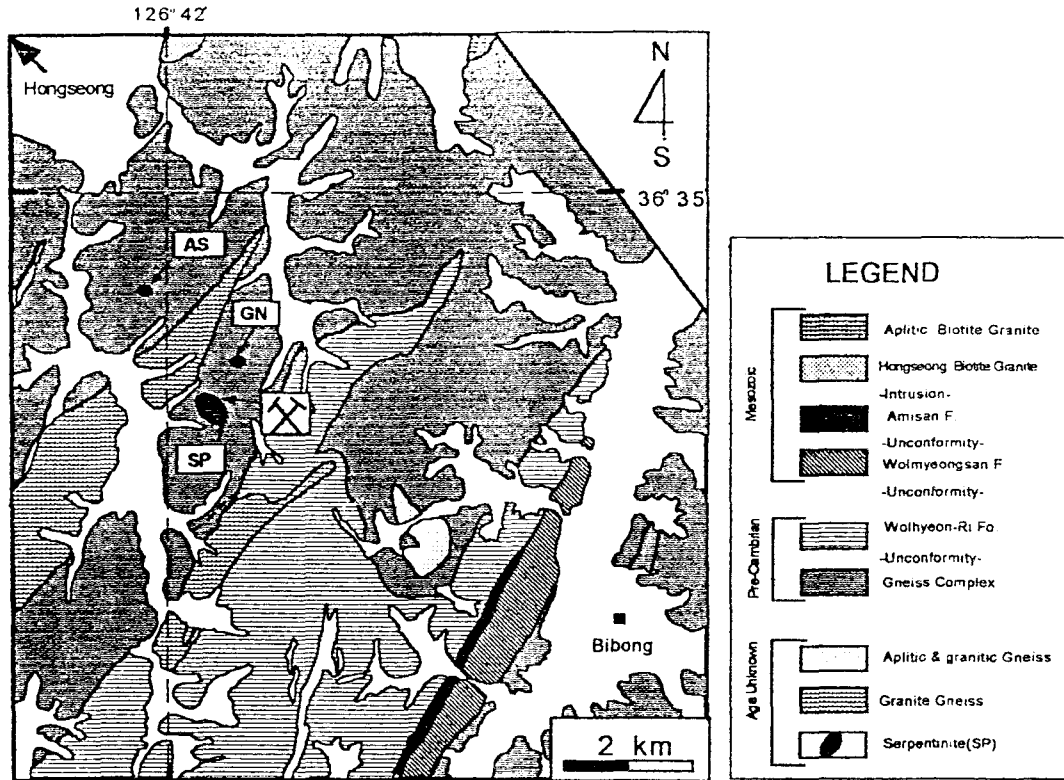 126° 42'
Hongseong
N
S
36° 35
AS
GN
SP
Bibong
2 km
LEGEND
Mesozoic
Aplitic Biotite Granite
Hongseong Biotite Granite
-Intrusion-
Amisan F.
-Unconformity-
Wolmyeongsan F
-Unconformity-
Pre-Cambrian
Wolhyeon-Ri Fo.
-Unconformity-
Gneiss Complex
Age Unknown
Aplitic & granitic Gneiss
Granite Gneiss
Serpentinite(SP)